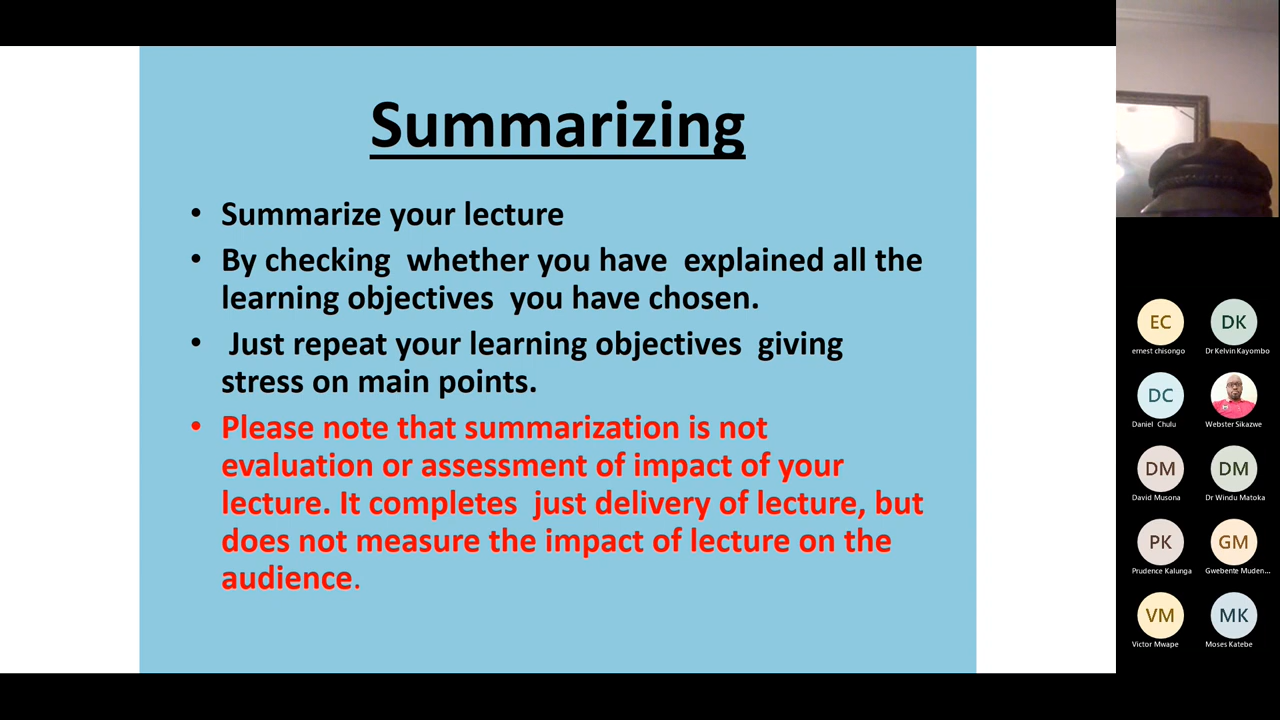 Summarizing
• Summarize your lecture
• By checking  whether you have  explained all the
learning objectives  you have chosen.
•  Just repeat your learning objectives  giving
stress on main points.
• Please note that summarization is not
evaluation or assessment of impact of your
lecture. It completes  just delivery of lecture, but
does not measure the impact of lecture on the
audience.
EC DK
ernest chisongo Dr Kelvin Kayombo
DC
Daniel  Chulu Webster Sikazwe
DM DM
David Musona Dr Windu Matoka
PK GM
Prudence Kalunga Gwebente Muden...
VM MK
Victor Mwape Moses Katebe